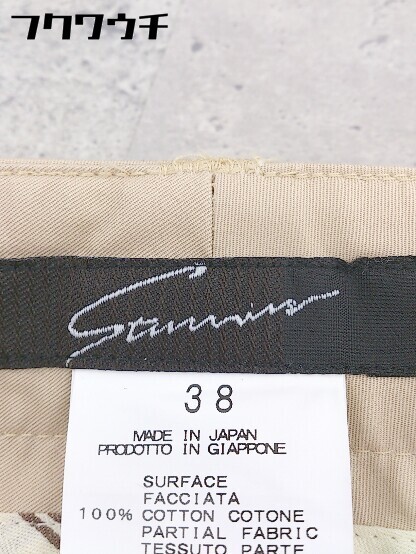 フクワウチ
38
MADE IN JAPAN
PRODOTTO IN GIAPPONE
SURFACE
FACCIATA
100% COTTON COTONE
PARTIAL FABRIC
TESSUTO PARTE